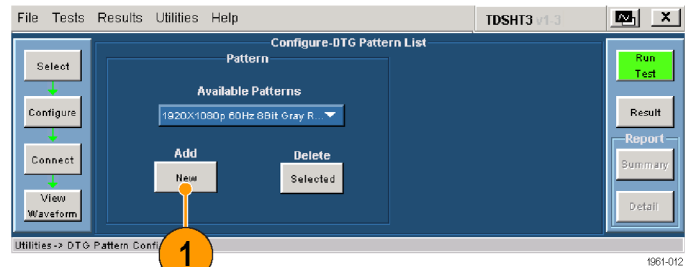 File Tests Results Utilities Help TDSHT3 v1-3
Configure-DTG Pattern List
Pattern
Available Patterns
1920X1080p 60Hz 8Bit Gray R...
Add Delete
New Selected
Select
Configure
Connect
View
Waveform
Run
Test
Result
Report
Summary
Detail
Utilities-> DTG Pattern Confi
1
1961-012